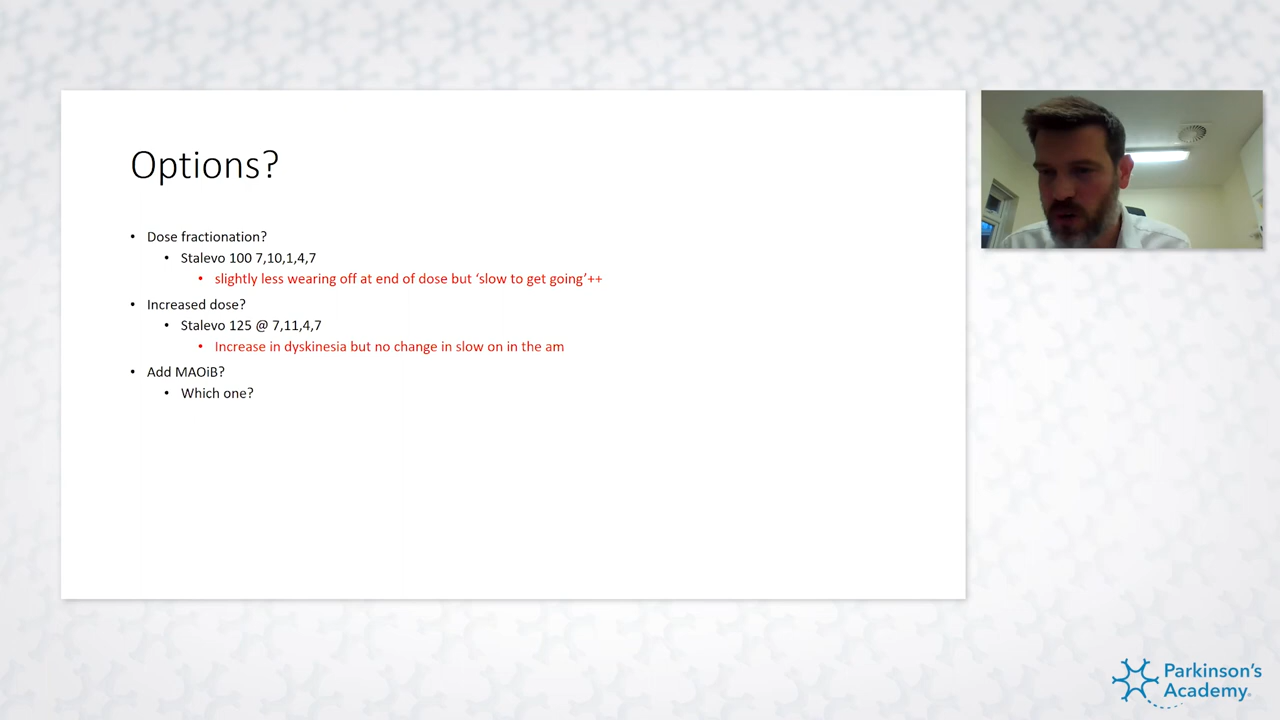 Options?
• Dose fractionation?
• Stalevo 100 7,10,1,4,7
• slightly less wearing off at end of dose but ‘slow to get going’++
• Increased dose?
• Stalevo 125 @ 7,11,4,7
• Increase in dyskinesia but no change in slow on in the am
• Add MAOiB?
• Which one?
Parkinson’s
Academy